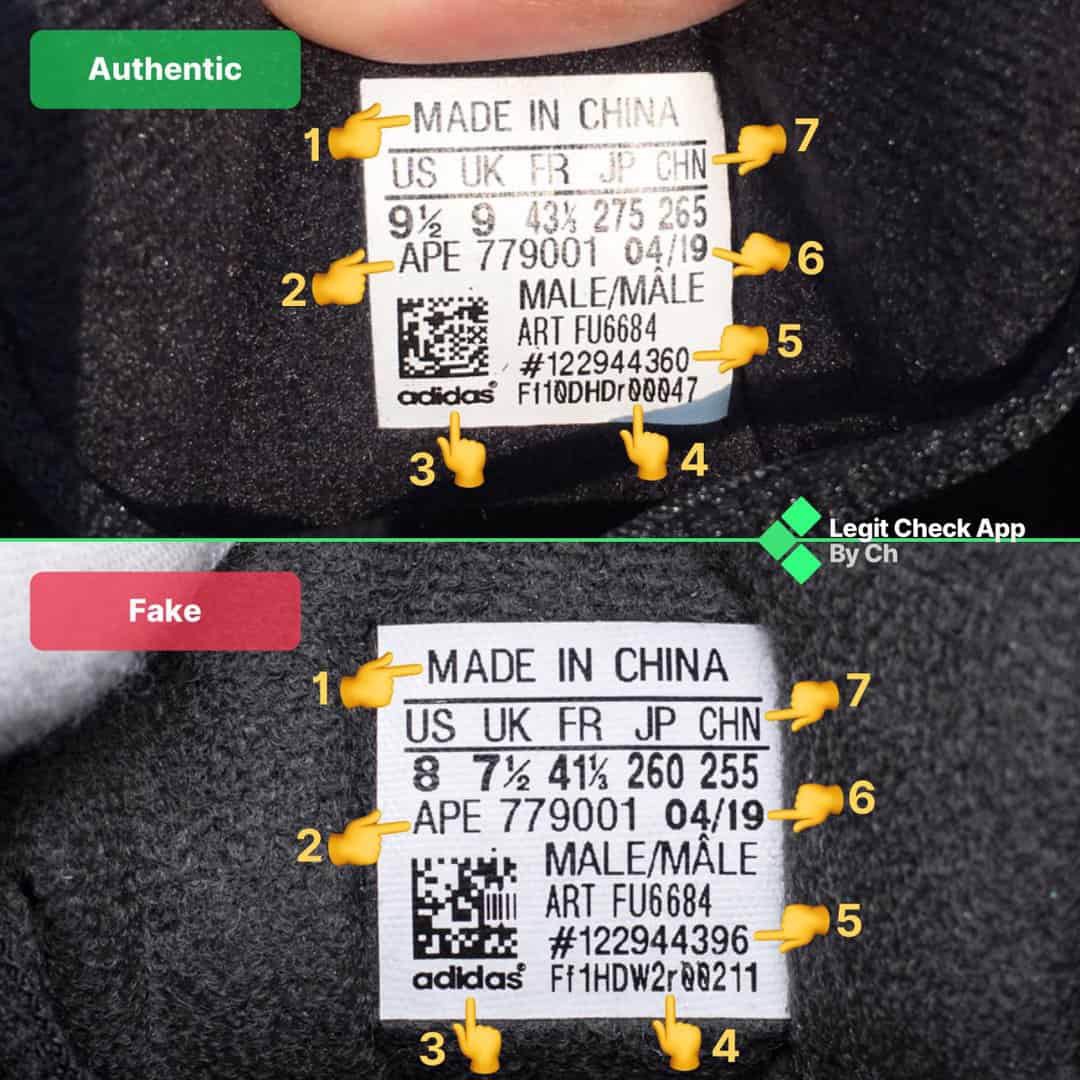 Authentic
MADE IN CHINA
1
7
US UK FR JP CHN
9½ 9 43⅓ 275 265
APE 779001 04/19
2
6
MALE/MÂLE
ART FU6684
#122944360
5
adidas® F110DHDr00047
3
4
Legit Check App
By Ch
Fake
MADE IN CHINA
1
7
US UK FR JP CHN
8 7½ 41⅓ 260 255
APE 779001 04/19
6
2
MALE/MÂLE
ART FU6684
#122944396
5
adidas® Ff1HDW2r00211
3
4